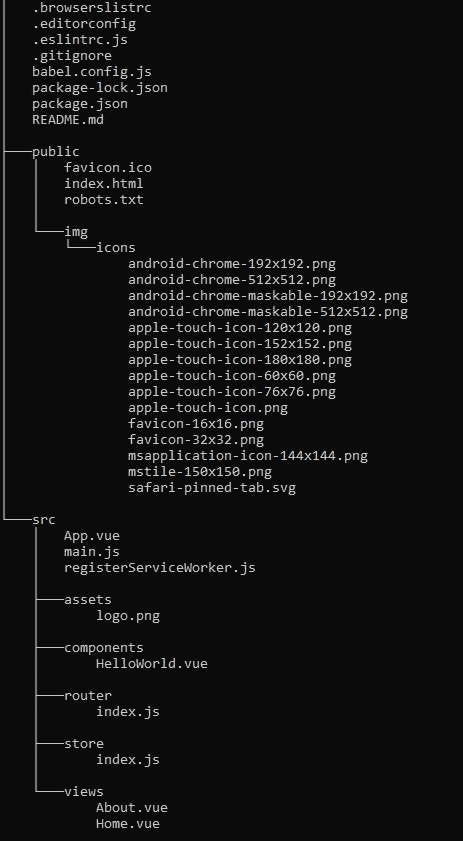 .browserslistrc
.editorconfig
.eslintrc.js
.gitignore
babel.config.js
package-lock.json
package.json
README.md
public
favicon.ico
index.html
robots.txt
img
icons
android-chrome-192x192.png
android-chrome-512x512.png
android-chrome-maskable-192x192.png
android-chrome-maskable-512x512.png
apple-touch-icon-120x120.png
apple-touch-icon-152x152.png
apple-touch-icon-180x180.png
apple-touch-icon-60x60.png
apple-touch-icon-76x76.png
apple-touch-icon.png
favicon-16x16.png
favicon-32x32.png
msapplication-icon-144x144.png
mstile-150x150.png
safari-pinned-tab.svg
src
App.vue
main.js
registerServiceWorker.js
assets
logo.png
components
HelloWorld.vue
router
index.js
store
index.js
views
About.vue
Home.vue